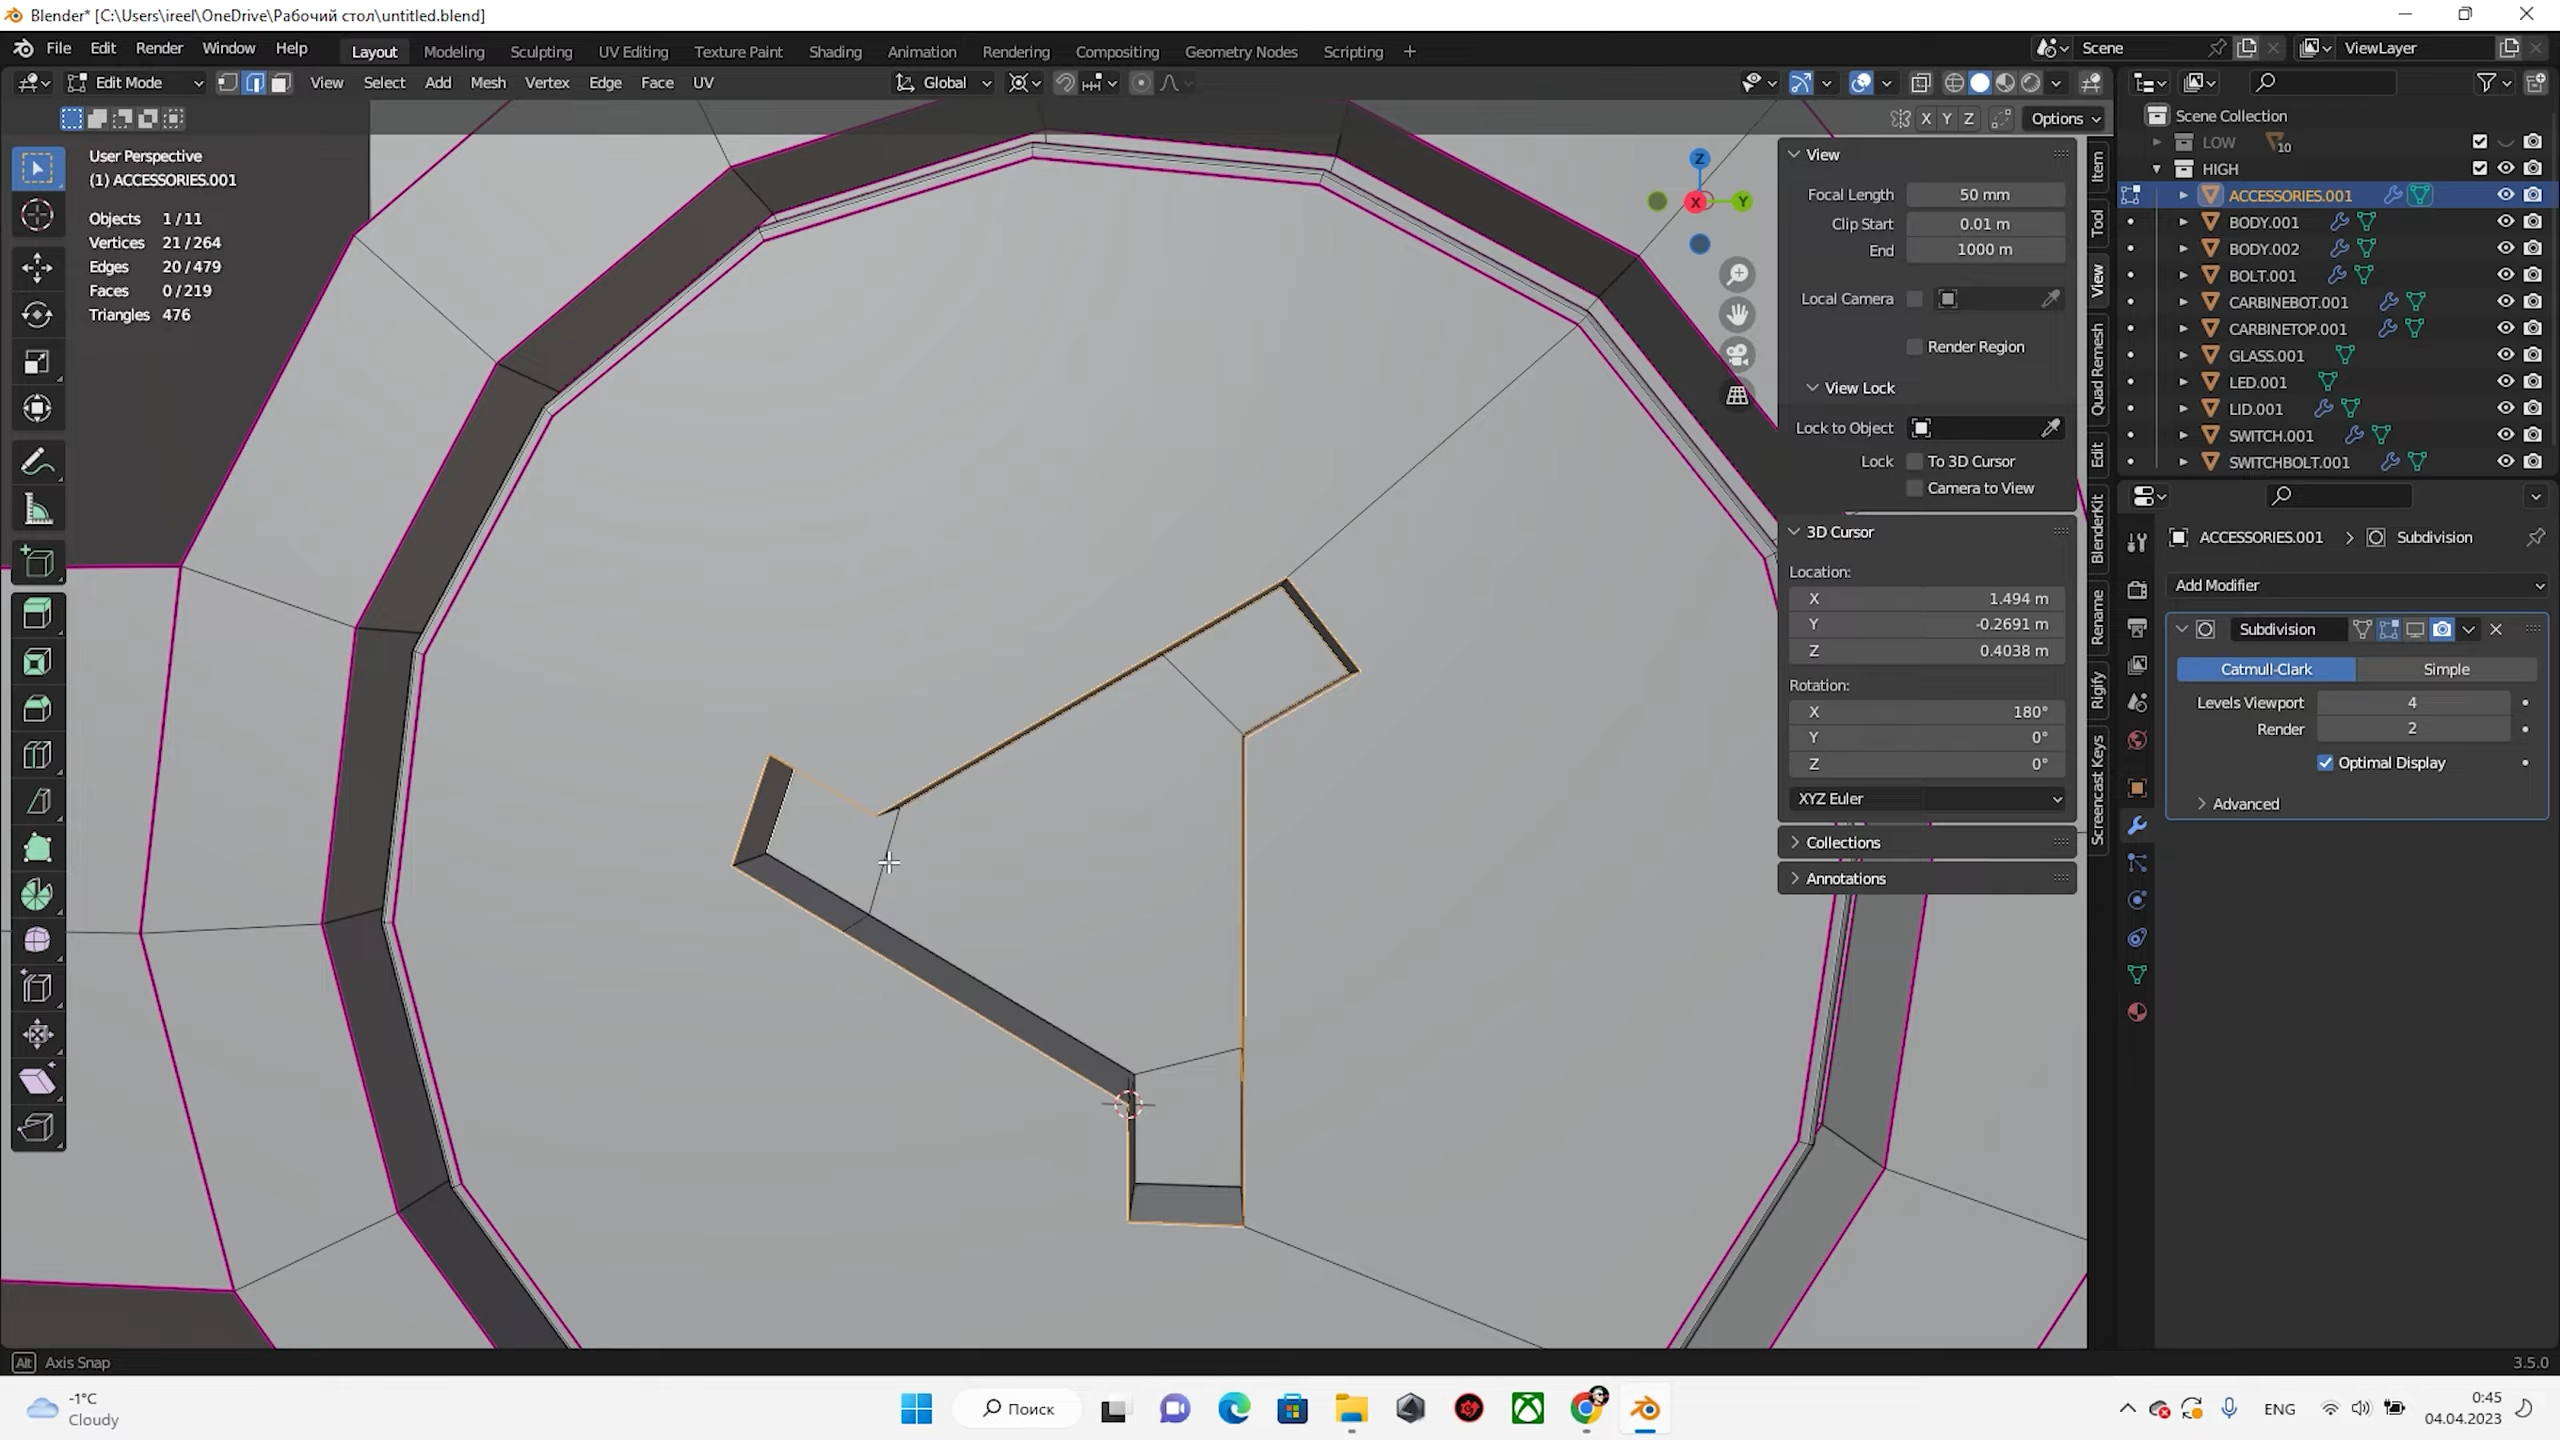 Blender* [C:\Users\ireel\OneDrive\Рабочий стол\untitled.blend]
File Edit Render Window Help Layout Modeling Sculpting UV Editing Texture Paint Shading Animation Rendering Compositing Geometry Nodes Scripting + Scene ViewLayer
Edit Mode View Select Add Mesh Vertex Edge Face UV Global
X Y Z Options
User Perspective
(1) ACCESSORIES.001
Objects 1/11
Vertices 21/264
Edges 20/479
Faces 0/219
Triangles 476
Z
X
Y
View
Focal Length 50 mm
Clip Start 0.01 m
End 1000 m
Local Camera
Render Region
View Lock
Lock to Object
Lock To 3D Cursor
Camera to View
3D Cursor
Location:
X 1.494 m
Y -0.2691 m
Z 0.4038 m
Rotation:
X 180°
Y 0°
Z 0°
XYZ Euler
Collections
Annotations
Item
Tool
View
Quad Remesh
Edit
BlenderKit
Rename
Rigify
Screencast Keys
Scene Collection
LOW 10
HIGH
ACCESSORIES.001
BODY.001
BODY.002
BOLT.001
CARBINEBOT.001
CARBINETOP.001
GLASS.001
LED.001
LID.001
SWITCH.001
SWITCHBOLT.001
ACCESSORIES.001 > Subdivision
Add Modifier
Subdivision
Catmull-Clark Simple
Levels Viewport 4
Render 2
Optimal Display
Advanced
Alt Axis Snap
3.5.0
-1°C
Cloudy
Поиск
ENG
0:45
04.04.2023